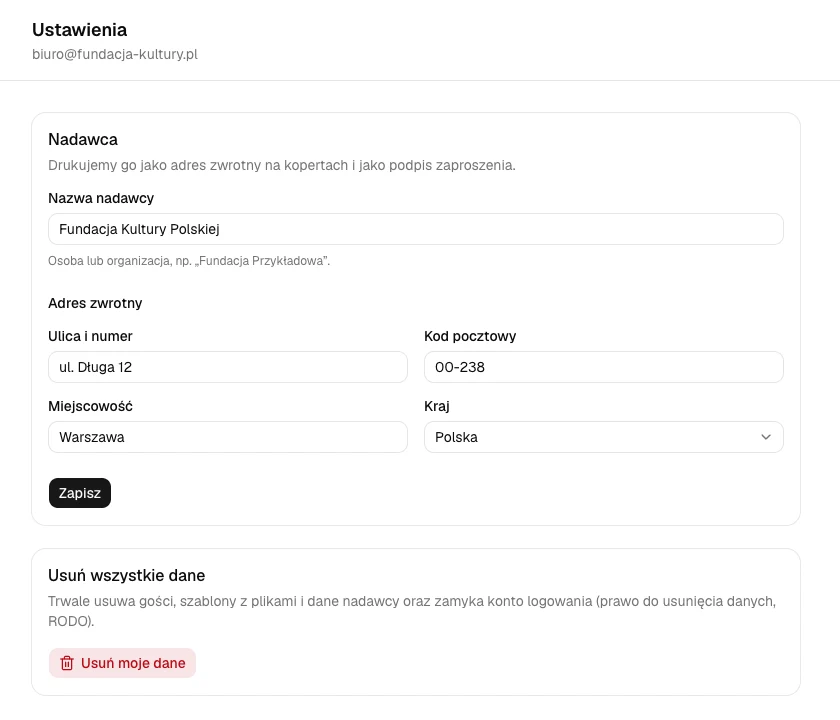 Ustawienia
biuro@fundacja-kultury.pl
Nadawca
Drukujemy go jako adres zwrotny na kopertach i jako podpis zaproszenia.
Nazwa nadawcy
Fundacja Kultury Polskiej
Osoba lub organizacja, np. „Fundacja Przykładowa”.
Adres zwrotny
Ulica i numer
Kod pocztowy
ul. Długa 12
00-238
Miejscowość
Kraj
Warszawa
Polska
Zapisz
Usuń wszystkie dane
Trwale usuwa gości, szablony z plikami i dane nadawcy oraz zamyka konto logowania (prawo do usunięcia danych,
RODO).
Usuń moje dane